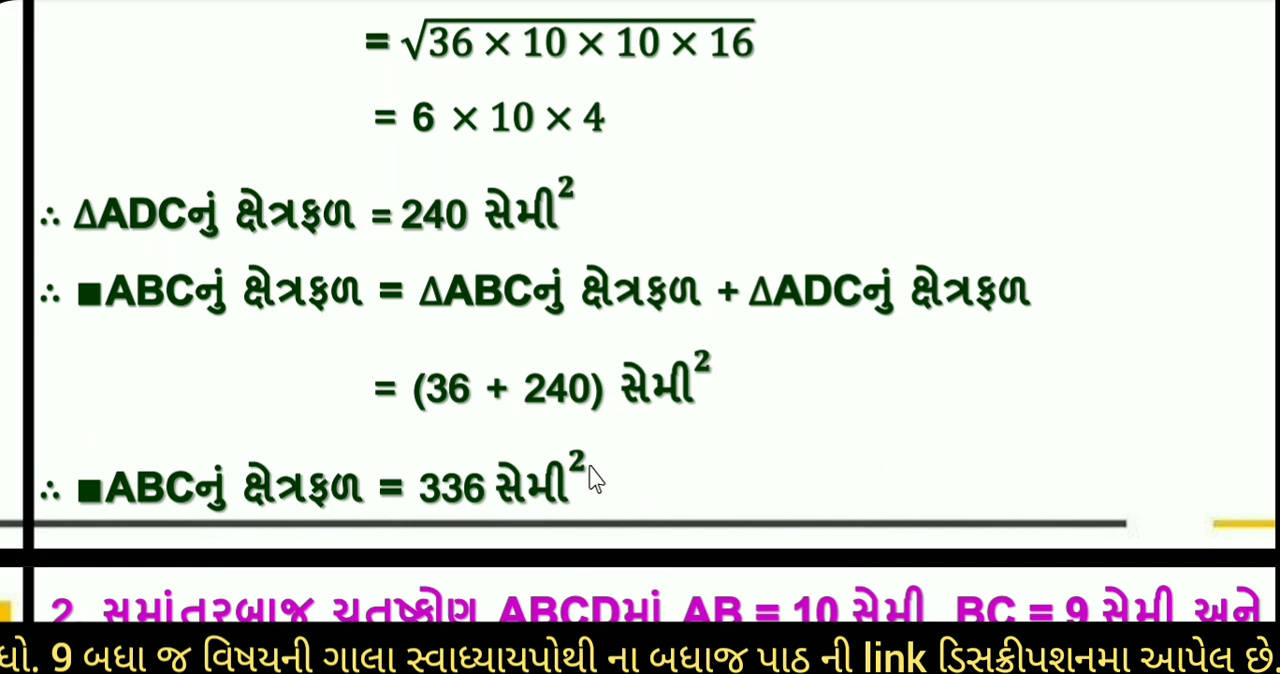 = √36 × 10 × 10 × 16
= 6 × 10 × 4
∴ ΔADCનું ક્ષેત્રફળ = 240 સેમી²
∴ ■ABCનું ક્ષેત્રફળ = ΔABCનું ક્ષેત્રફળ + ΔADCનું ક્ષેત્રફળ
= (36 + 240) સેમી²
∴ ■ABCનું ક્ષેત્રફળ = 336 સેમી²
2. સમાંતરબાજુ ચતુષ્કોણ ABCDમાં AB = 10 સેમી, BC = 9 સેમી અને
9 બધા જ વિષયની ગાલા સ્વાધ્યાયપોથી ના બધાજ પાઠ ની link ડિસક્રીપશનમા આપેલ છે.